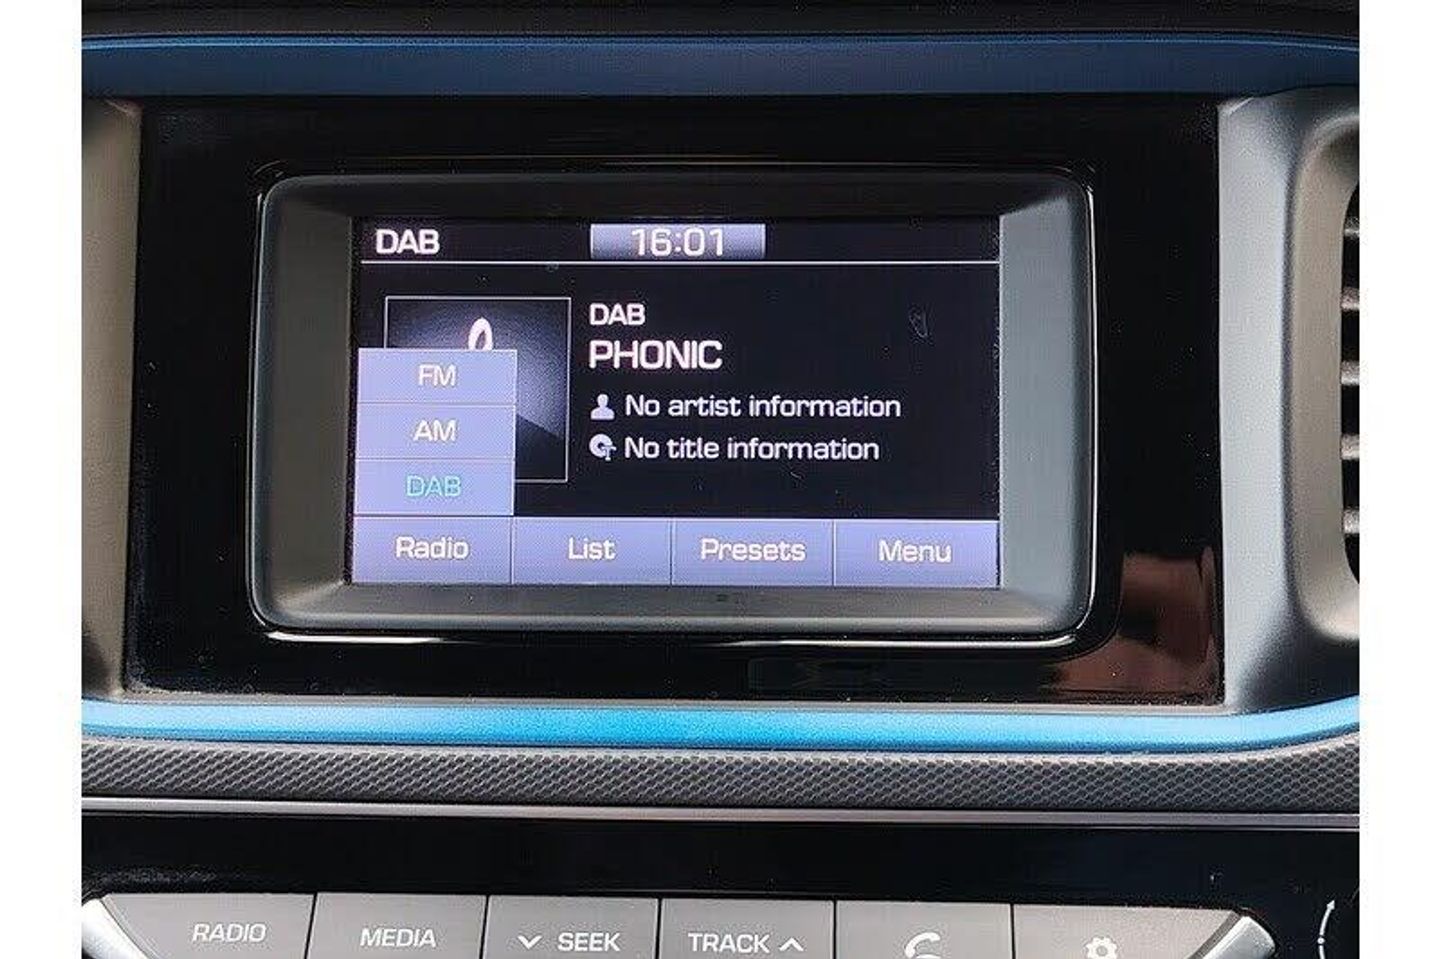 DAB
16:01
DAB
PHONIC
No artist information
No title information
FM
AM
DAB
Radio
List
Presets
Menu
RADIO
MEDIA
SEEK
TRACK